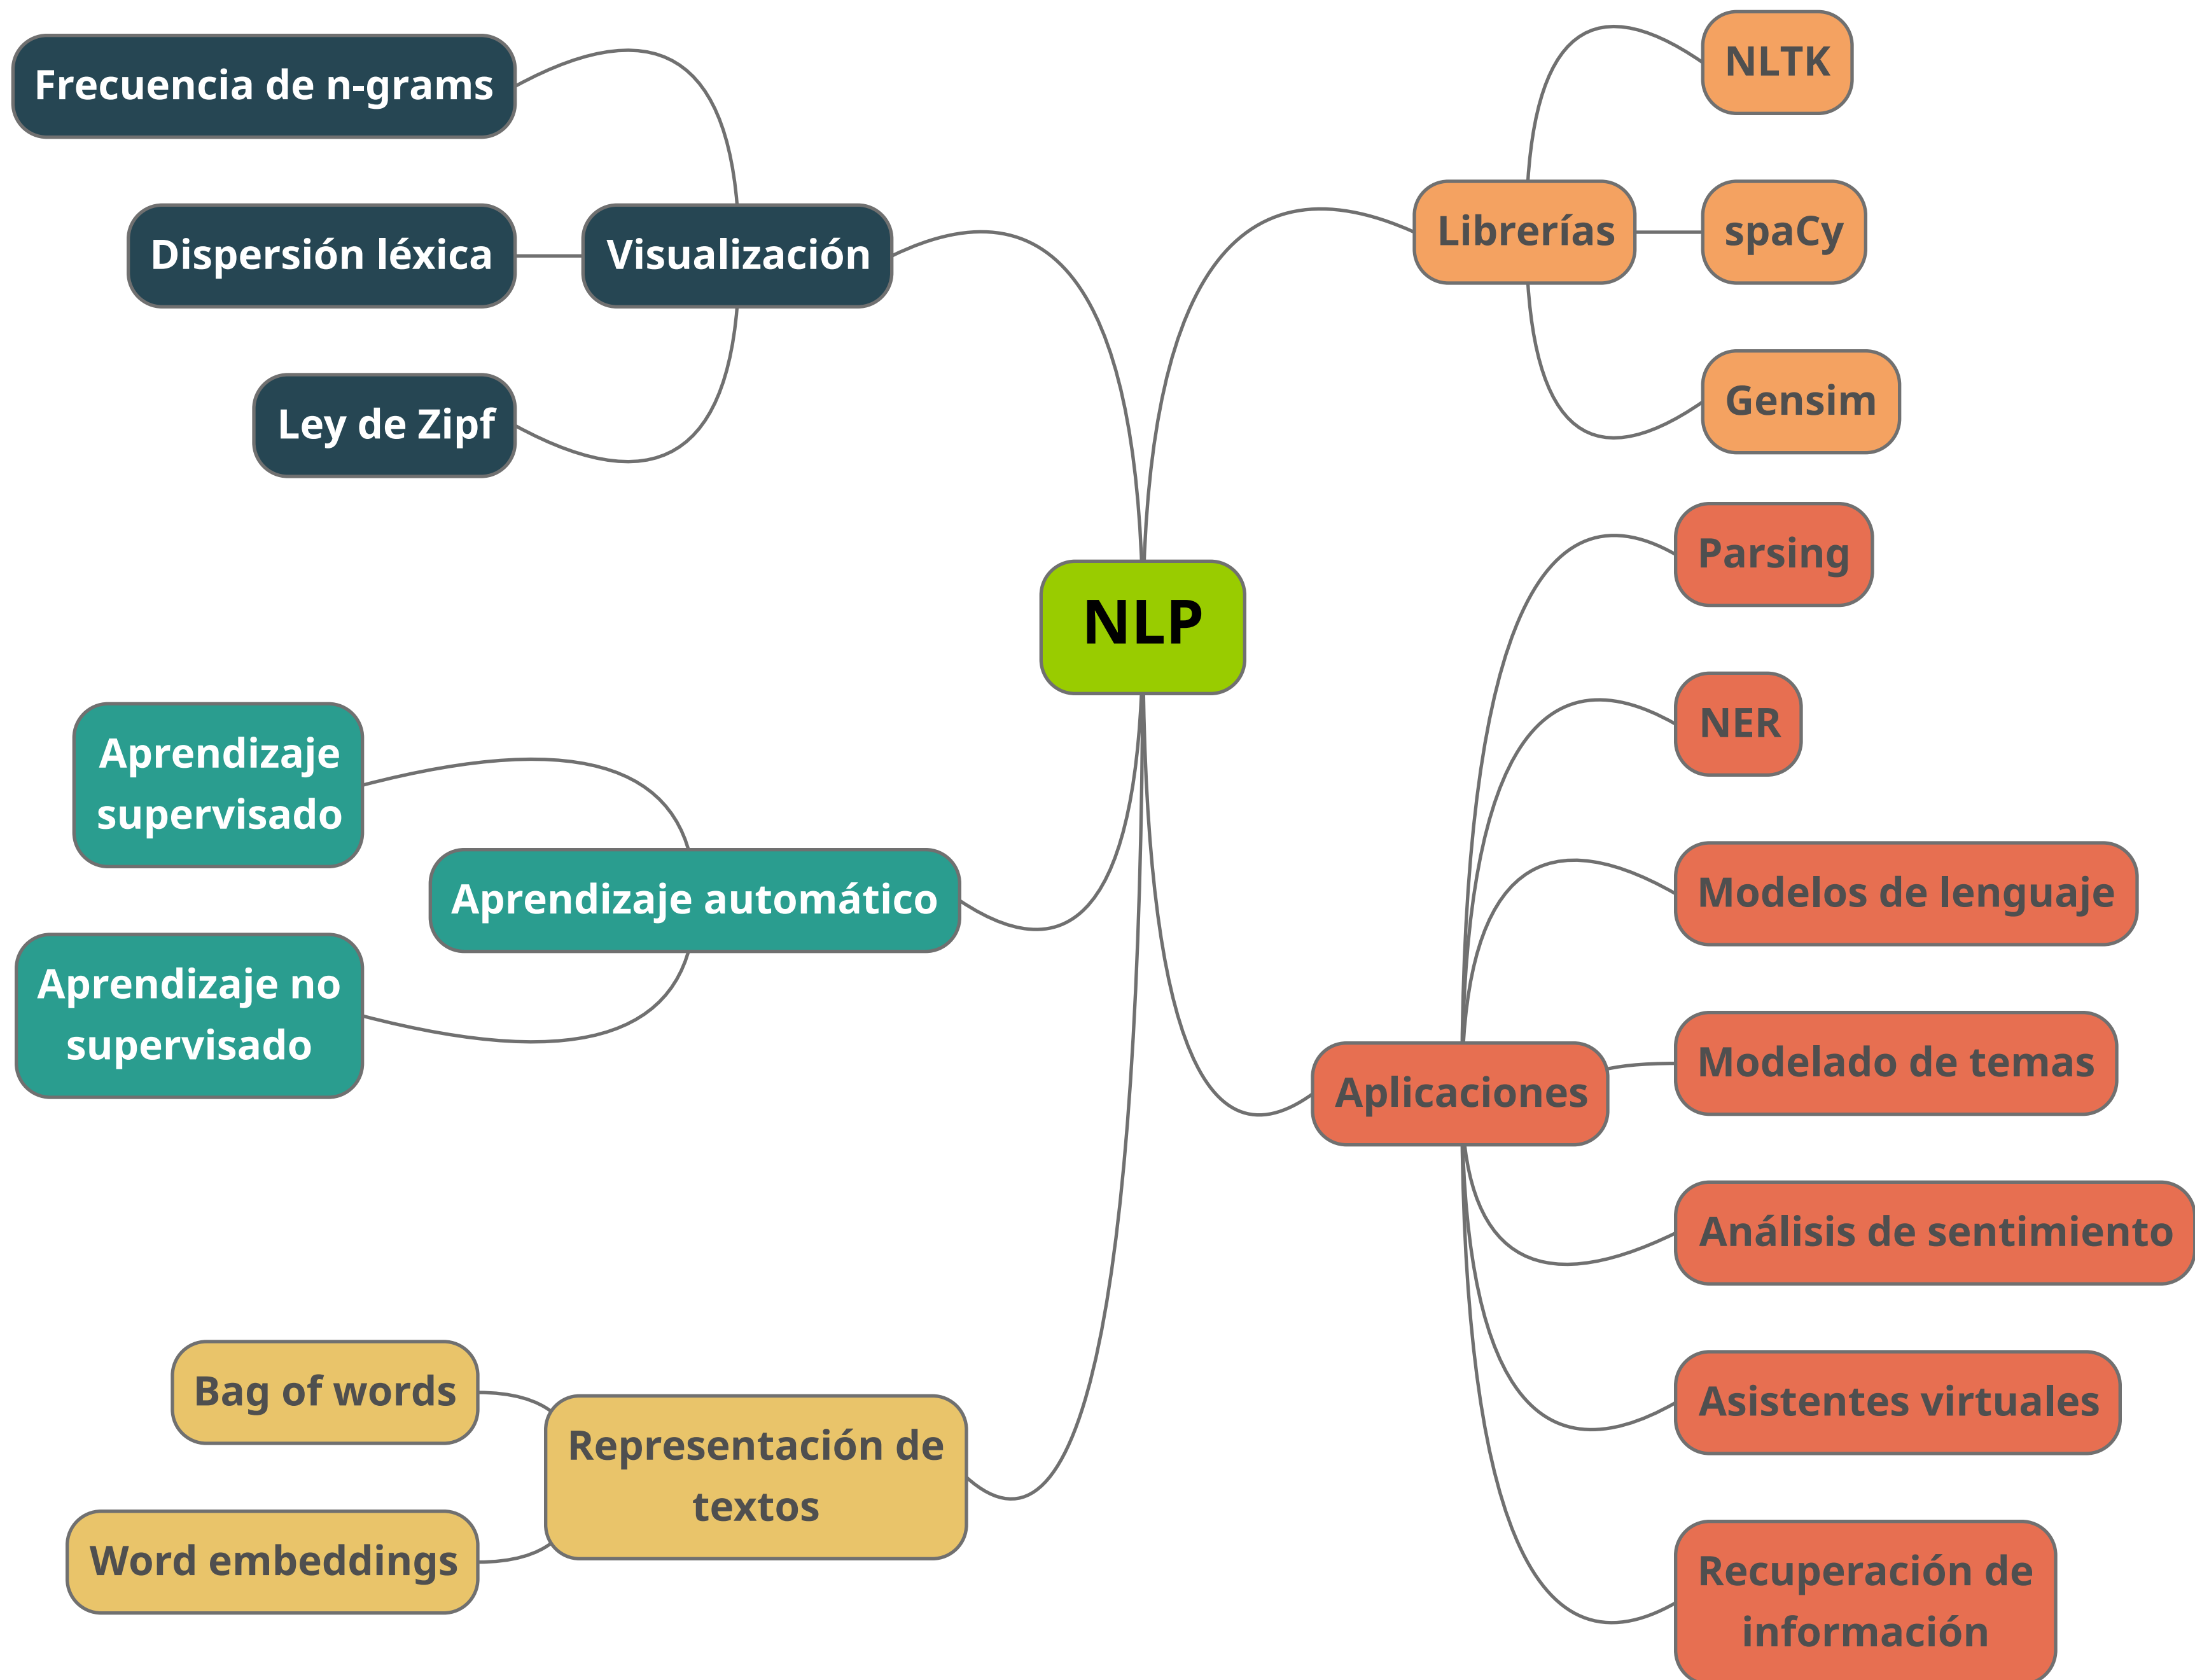 NLP
Visualización
Frecuencia de n-grams
Dispersión léxica
Ley de Zipf
Aprendizaje automático
Aprendizaje
supervisado
Aprendizaje no
supervisado
Representación de
textos
Bag of words
Word embeddings
Librerías
NLTK
spaCy
Gensim
Aplicaciones
Parsing
NER
Modelos de lenguaje
Modelado de temas
Análisis de sentimiento
Asistentes virtuales
Recuperación de
información